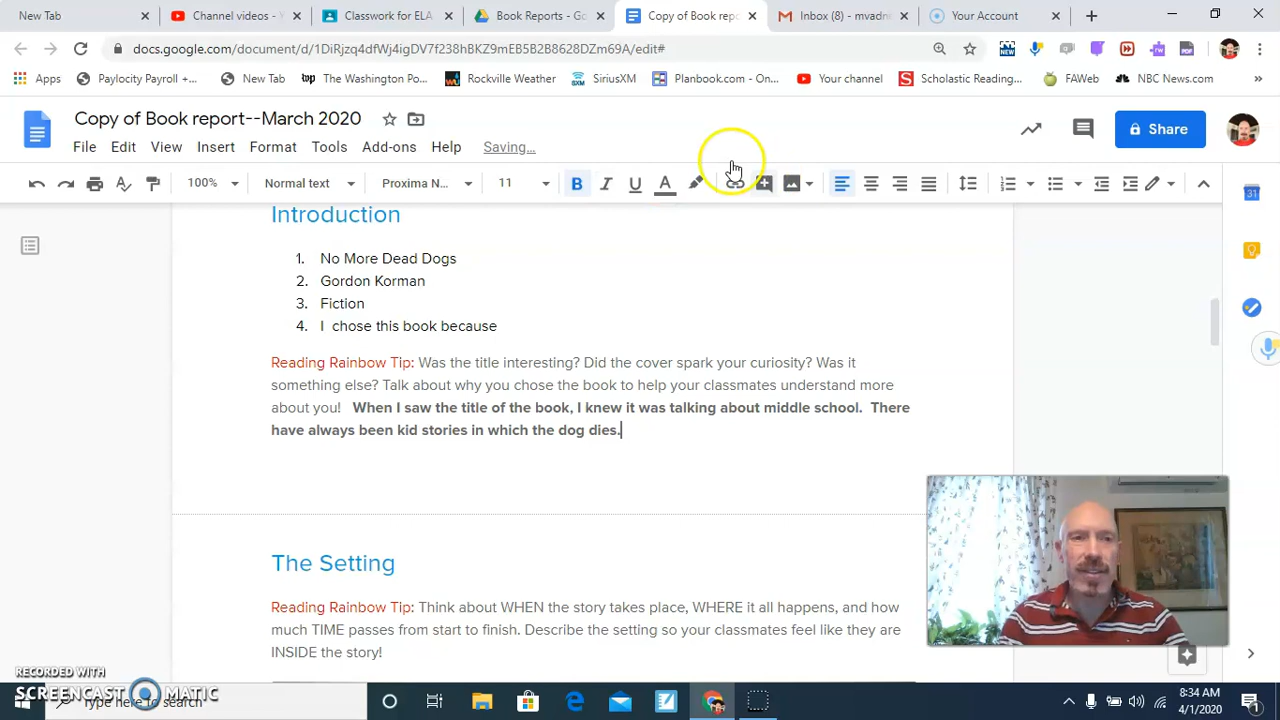 New Tab
Channel videos - Y
Classwork for ELA
Book Reports - Go
Copy of Book repo
Inbox (8) - mvadn
Your Account
docs.google.com/document/d/1DiRjzq4dfWj4igDV7f238hBKZ9mEB5B2B8628DZm69A/edit#
Apps
Paylocity Payroll +...
New Tab
The Washington Po...
Rockville Weather
SiriusXM
Planbook.com - On...
Your channel
Scholastic Reading...
FAWeb
NBC News.com
»
Copy of Book report--March 2020
Share
File Edit View Insert Format Tools Add-ons Help Saving...
100% Normal text Proxima N... 11 B I U A
Introduction
1. No More Dead Dogs
2. Gordon Korman
3. Fiction
4. I chose this book because
Reading Rainbow Tip: Was the title interesting? Did the cover spark your curiosity? Was it
something else? Talk about why you chose the book to help your classmates understand more
about you! When I saw the title of the book, I knew it was talking about middle school. There
have always been kid stories in which the dog dies.
The Setting
Reading Rainbow Tip: Think about WHEN the story takes place, WHERE it all happens, and how
much TIME passes from start to finish. Describe the setting so your classmates feel like they are
INSIDE the story!
RECORDED WITH
SCREENCAST MATIC
Type here to search
8:34 AM
4/1/2020